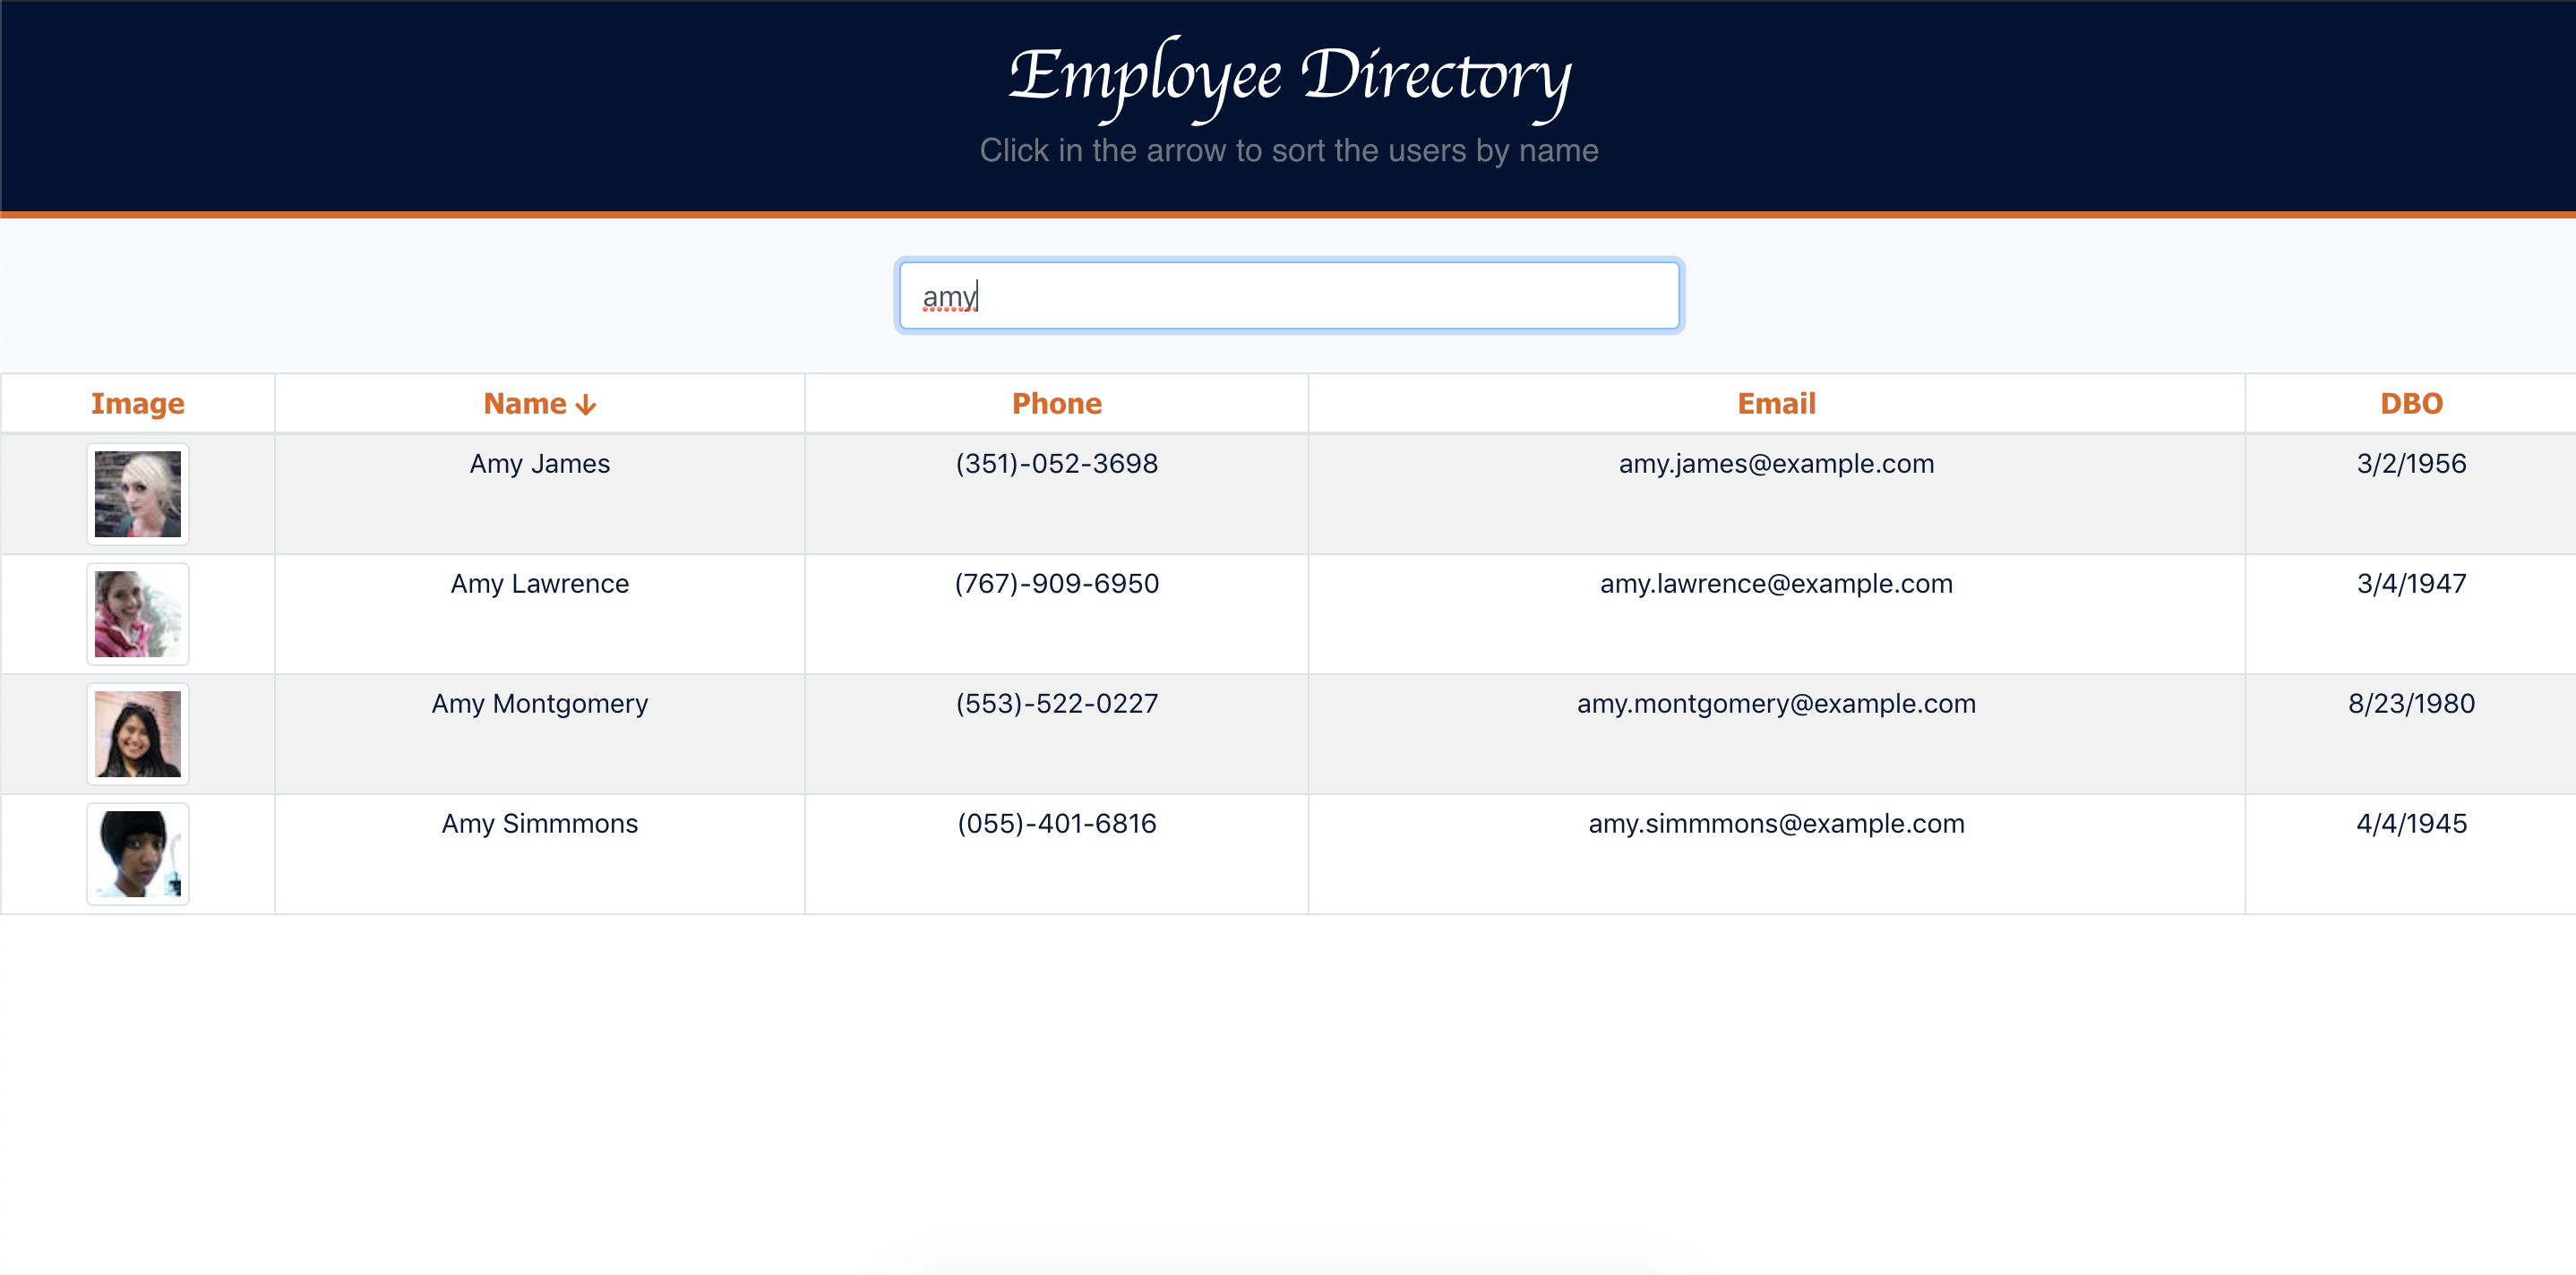 Employee Directory
Click in the arrow to sort the users by name
amy
Image Name ↓ Phone Email DBO
Amy James (351)-052-3698 amy.james@example.com 3/2/1956
Amy Lawrence (767)-909-6950 amy.lawrence@example.com 3/4/1947
Amy Montgomery (553)-522-0227 amy.montgomery@example.com 8/23/1980
Amy Simmmons (055)-401-6816 amy.simmmons@example.com 4/4/1945